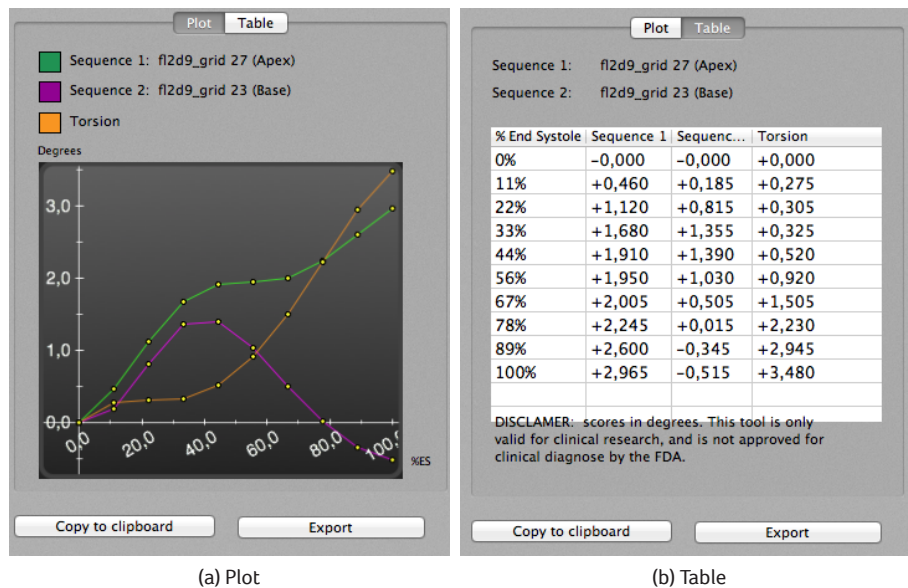 Plot Table
Sequence 1: fl2d9_grid 27 (Apex)
Sequence 2: fl2d9_grid 23 (Base)
Torsion
Degrees
3,0
2,0
1,0
0,0
0,0 20,0 40,0 60,0 80,0 100,
%ES
Copy to clipboard Export
(a) Plot
Plot Table
Sequence 1: fl2d9_grid 27 (Apex)
Sequence 2: fl2d9_grid 23 (Base)
% End Systole Sequence 1 Sequenc... Torsion
0% -0,000 -0,000 +0,000
11% +0,460 +0,185 +0,275
22% +1,120 +0,815 +0,305
33% +1,680 +1,355 +0,325
44% +1,910 +1,390 +0,520
56% +1,950 +1,030 +0,920
67% +2,005 +0,505 +1,505
78% +2,245 +0,015 +2,230
89% +2,600 -0,345 +2,945
100% +2,965 -0,515 +3,480
DISCLAMER: scores in degrees. This tool is only
valid for clinical research, and is not approved for
clinical diagnose by the FDA.
Copy to clipboard Export
(b) Table